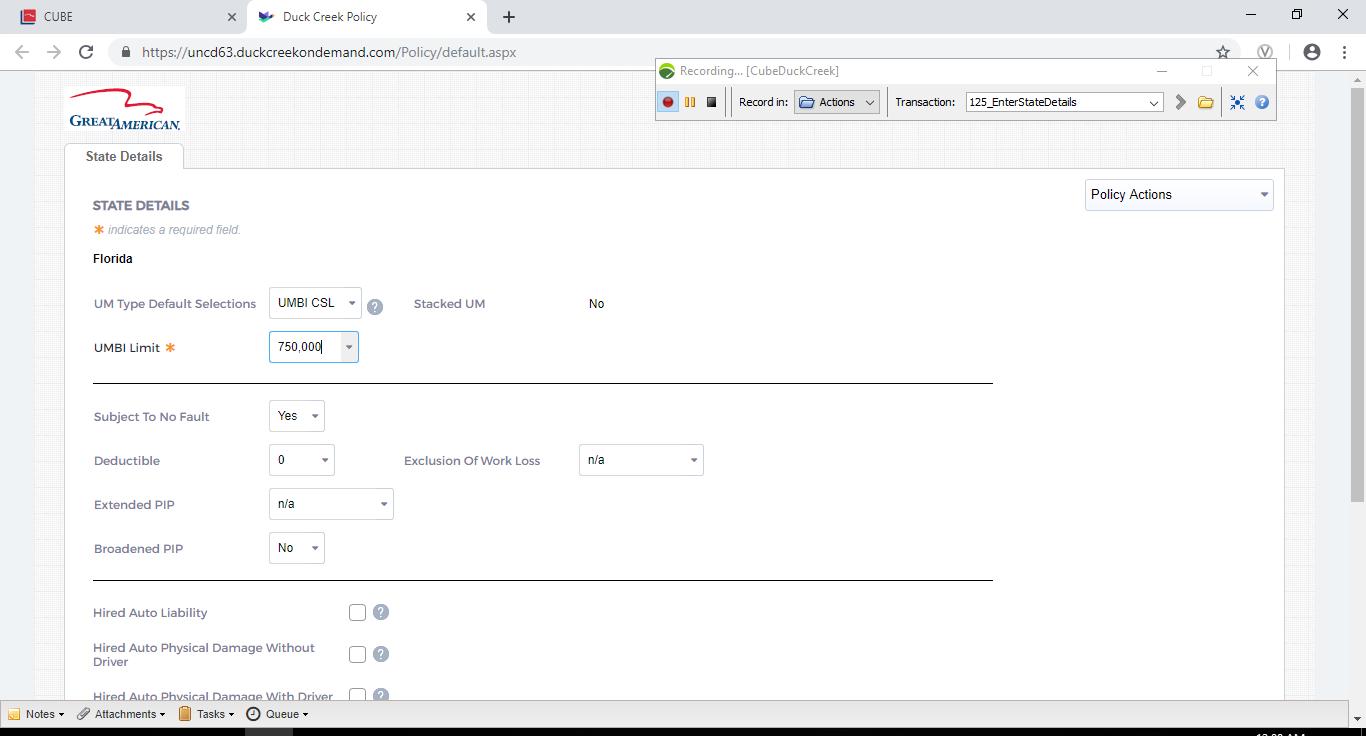 CUBE
Duck Creek Policy
https://uncd63.duckcreekondemand.com/Policy/default.aspx
Recording... [CubeDuckCreek]
Record in: Actions Transaction: 125_EnterStateDetails
GREATAMERICAN.
State Details
Policy Actions
STATE DETAILS
* indicates a required field.
Florida
UM Type Default Selections UMBI CSL ? Stacked UM No
UMBI Limit * 750,000
Subject To No Fault Yes
Deductible 0 Exclusion Of Work Loss n/a
Extended PIP n/a
Broadened PIP No
Hired Auto Liability ?
Hired Auto Physical Damage Without
Driver ?
Hired Auto Physical Damage With Driver ?
Notes Attachments Tasks Queue